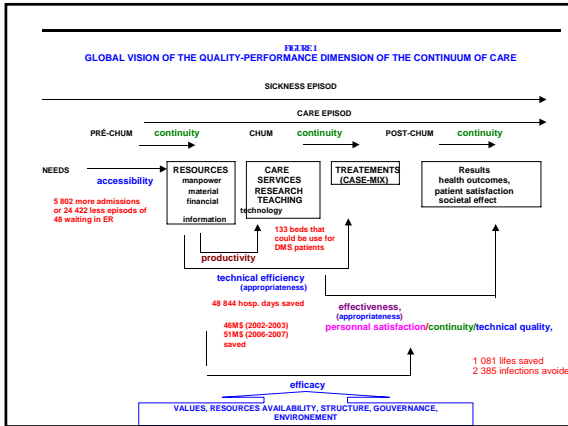 FIGURE 1
GLOBAL VISION OF THE QUALITY-PERFORMANCE DIMENSION OF THE CONTINUUM OF CARE
SICKNESS EPISOD
CARE EPISOD
PRÉ-CHUM
continuity
CHUM
continuity
POST-CHUM
continuity
NEEDS
accessibility
5 802 more admissions
or 24 422 less episods of
48 waiting in ER
RESOURCES
manpower
material
financial
information
CARE
SERVICES
RESEARCH
TEACHING
technology
TREATEMENTS
(CASE-MIX)
Results
health outcomes,
patient satisfaction
societal effect
133 beds that
could be use for
DMS patients
productivity
technical efficiency
(appropriateness)
48 844 hosp. days saved
46M$ (2002-2003)
51M$ (2006-2007)
saved
effectiveness,
(appropriateness)
personnal satisfaction/continuity/technical quality,
1 081 lifes saved
2 385 infections avoide
efficacy
VALUES, RESOURCES AVAILABILITY, STRUCTURE, GOUVERNANCE,
ENVIRONEMENT